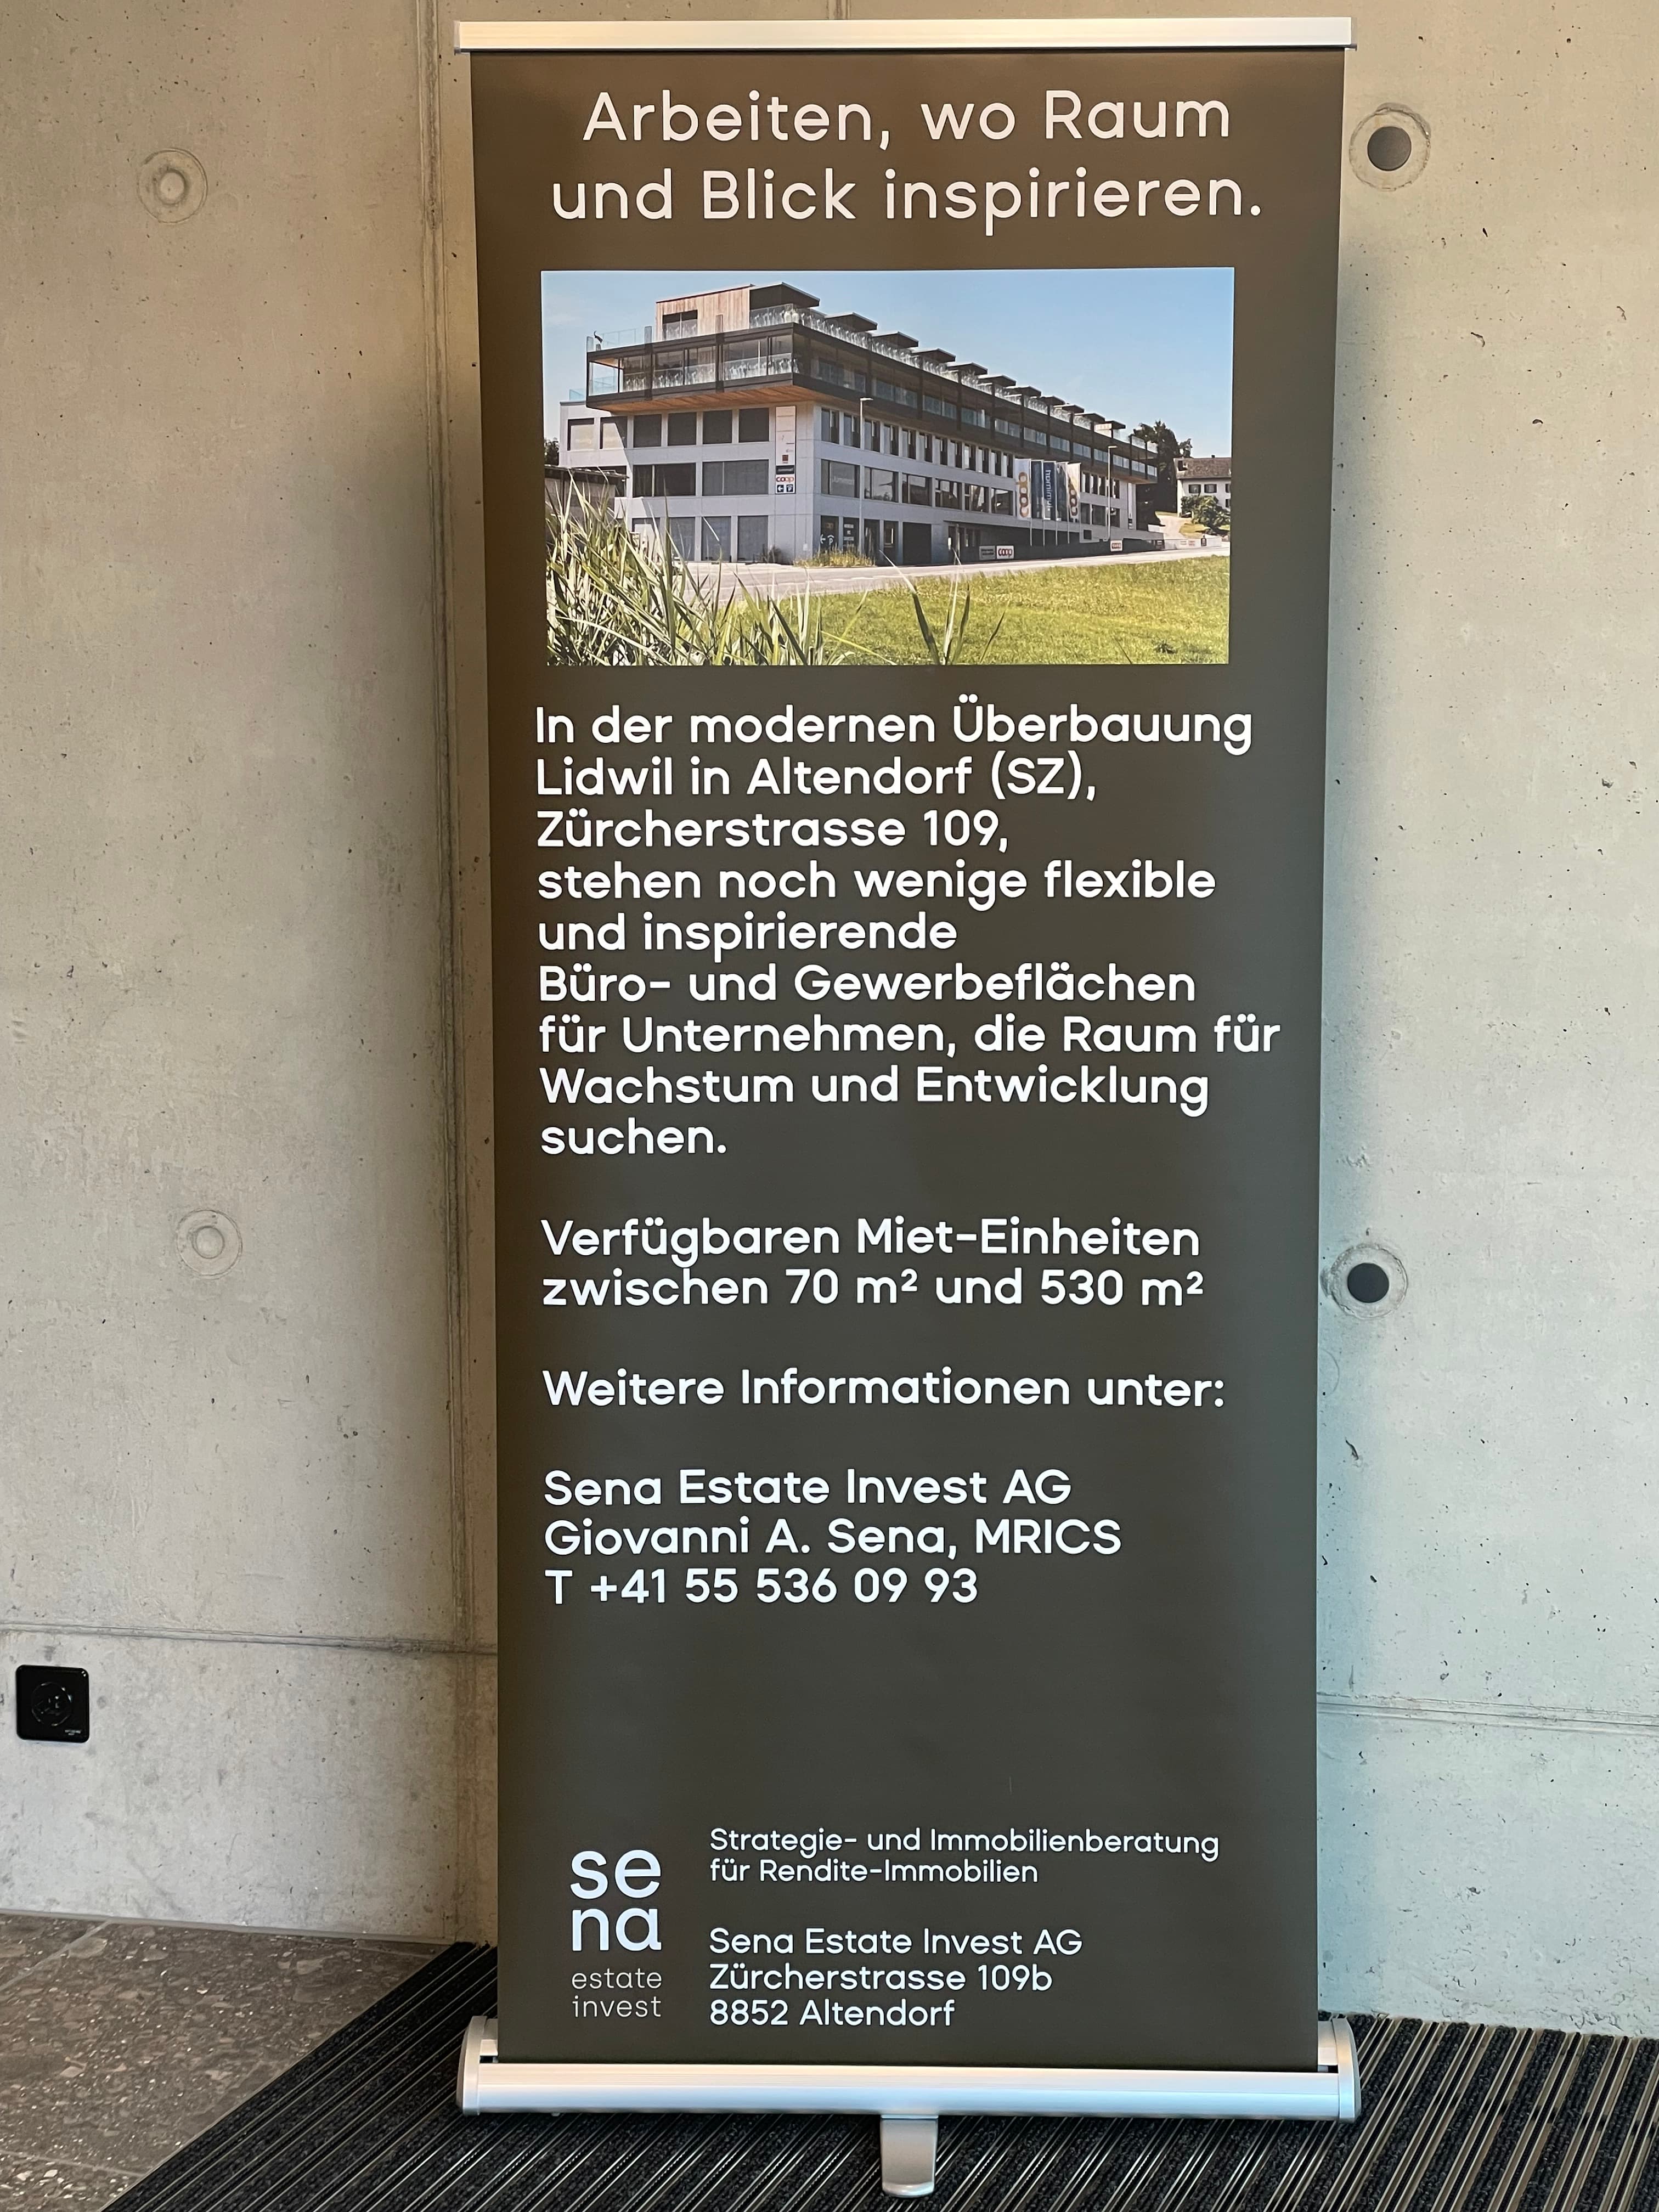 Arbeiten, wo Raum
und Blick inspirieren.
coop
coop
In der modernen Überbauung
Lidwil in Altendorf (SZ),
Zürcherstrasse 109,
stehen noch wenige flexible
und inspirierende
Büro- und Gewerbeflächen
für Unternehmen, die Raum für
Wachstum und Entwicklung
suchen.
Verfügbaren Miet-Einheiten
zwischen 70 m² und 530 m²
Weitere Informationen unter:
Sena Estate Invest AG
Giovanni A. Sena, MRICS
T +41 55 536 09 93
se
na
estate
invest
Strategie- und Immobilienberatung
für Rendite-Immobilien
Sena Estate Invest AG
Zürcherstrasse 109b
8852 Altendorf